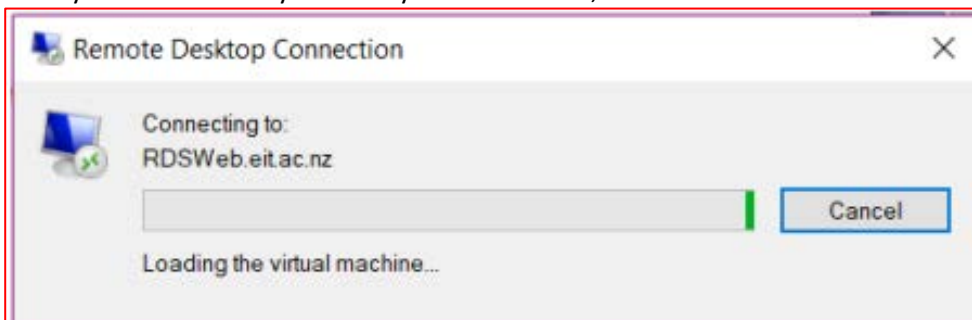 Remote Desktop Connection
Connecting to:
RDSWeb.eit.ac.nz
Cancel
Loading the virtual machine...